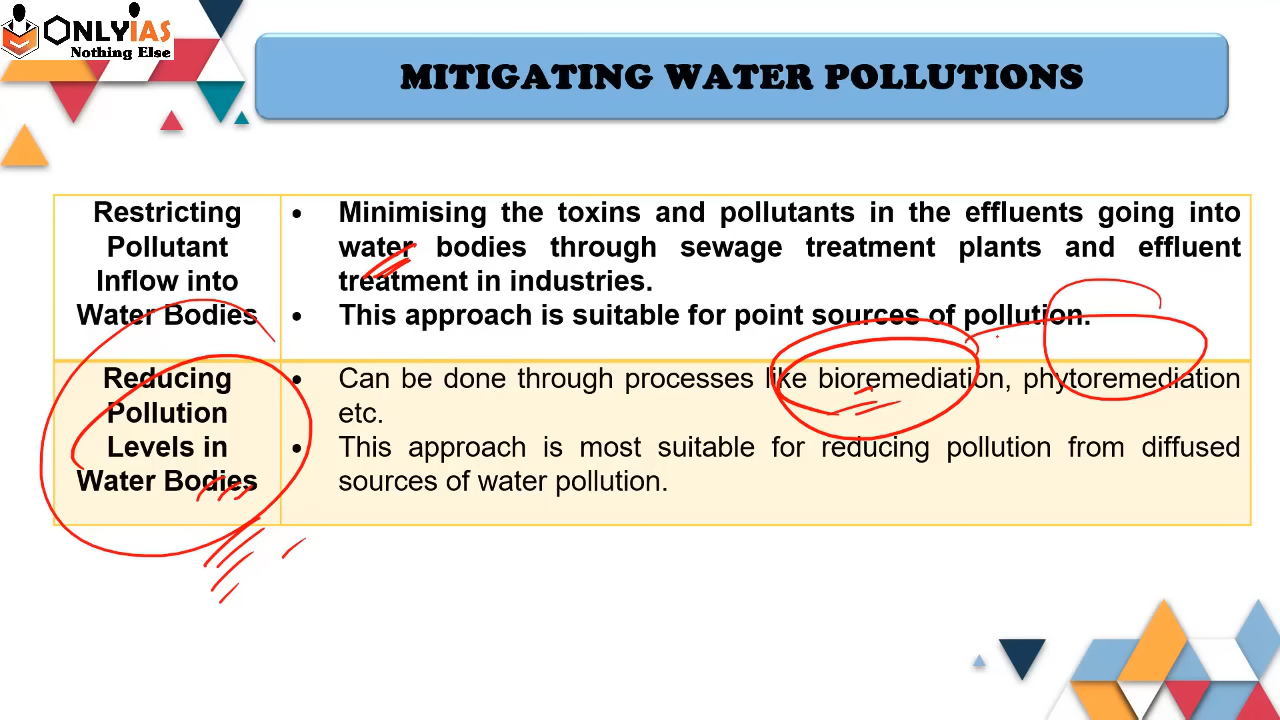 ONLYIAS
Nothing Else
MITIGATING WATER POLLUTIONS
Restricting
Pollutant
Inflow into
Water Bodies
• Minimising the toxins and pollutants in the effluents going into
water bodies through sewage treatment plants and effluent
treatment in industries.
• This approach is suitable for point sources of pollution.
Reducing
Pollution
Levels in
Water Bodies
• Can be done through processes like bioremediation, phytoremediation
etc.
• This approach is most suitable for reducing pollution from diffused
sources of water pollution.